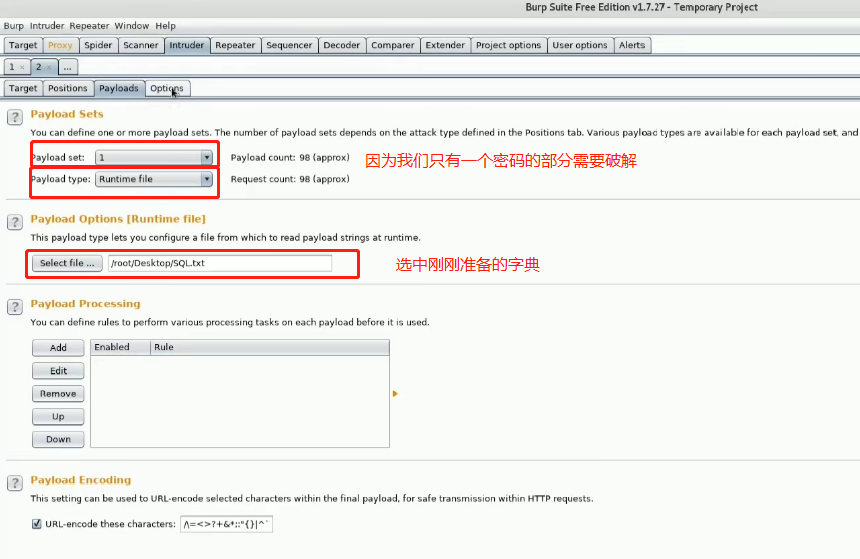 Burp Suite Free Edition v1.7.27 - Temporary Project
Burp Intruder Repeater Window Help
Target Proxy Spider Scanner Intruder Repeater Sequencer Decoder Comparer Extender Project options User options Alerts
1 × 2 × ...
Target Positions Payloads Options
? Payload Sets
You can define one or more payload sets. The number of payload sets depends on the attack type defined in the Positions tab. Various payload types are available for each payload set, and
Payload set: 1 Payload count: 98 (approx) 因为我们只有一个密码的部分需要破解
Payload type: Runtime file Request count: 98 (approx)
? Payload Options [Runtime file]
This payload type lets you configure a file from which to read payload strings at runtime.
Select file ... /root/Desktop/SQL.txt 选中刚刚准备的字典
? Payload Processing
You can define rules to perform various processing tasks on each payload before it is used.
Add Enabled Rule
Edit
Remove
Up
Down
? Payload Encoding
This setting can be used to URL-encode selected characters within the final payload, for safe transmission within HTTP requests.
URL-encode these characters: /\=<>?+&*;:"{}|^`